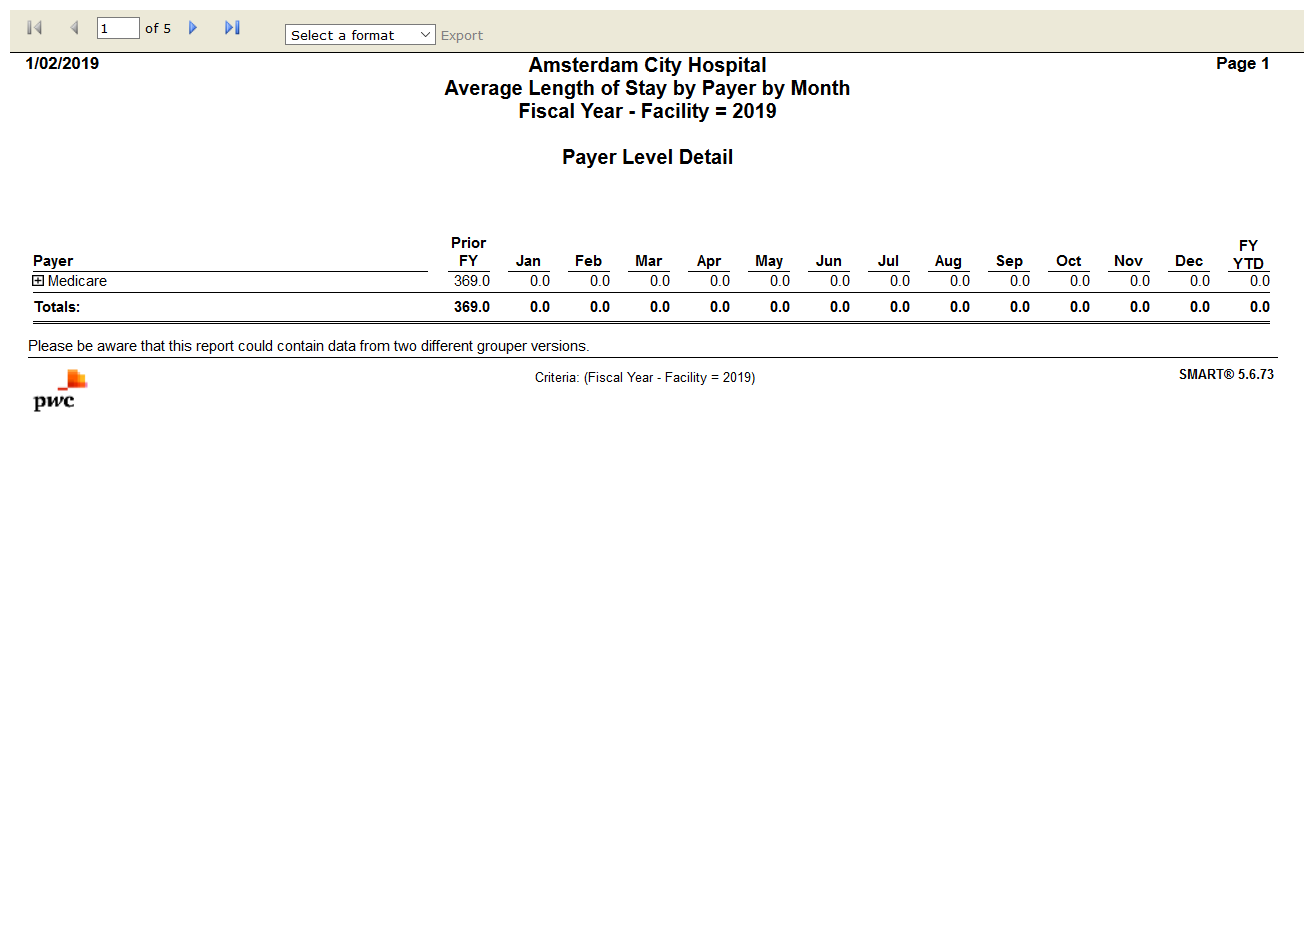 1 of 5 Select a format Export
1/02/2019 Amsterdam City Hospital Page 1
Average Length of Stay by Payer by Month
Fiscal Year - Facility = 2019
Payer Level Detail
Payer Prior FY Jan Feb Mar Apr May Jun Jul Aug Sep Oct Nov Dec FY YTD
Medicare 369.0 0.0 0.0 0.0 0.0 0.0 0.0 0.0 0.0 0.0 0.0 0.0 0.0 0.0
Totals: 369.0 0.0 0.0 0.0 0.0 0.0 0.0 0.0 0.0 0.0 0.0 0.0 0.0 0.0
Please be aware that this report could contain data from two different grouper versions.
pwc Criteria: (Fiscal Year - Facility = 2019) SMART® 5.6.73